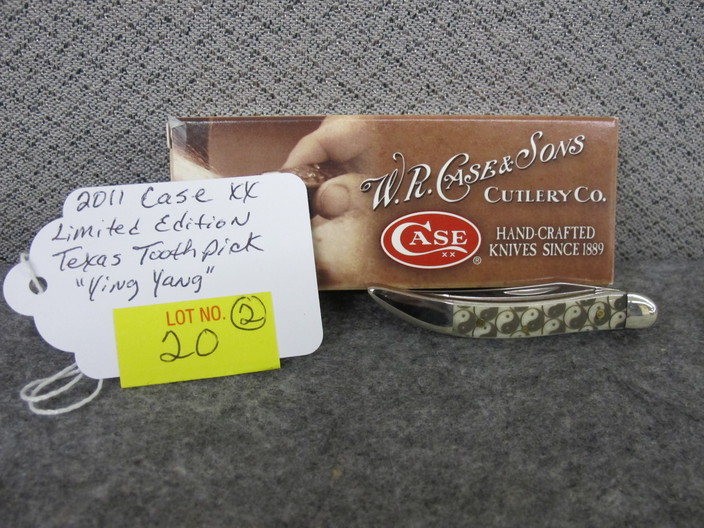 2011 Case XX
Limited Edition
Texas Toothpick
"Ying Yang"
LOT NO. 2
20
W.R. CASE & SONS
CUTLERY CO.
CASE
XX
®
HAND-CRAFTED
KNIVES SINCE 1889